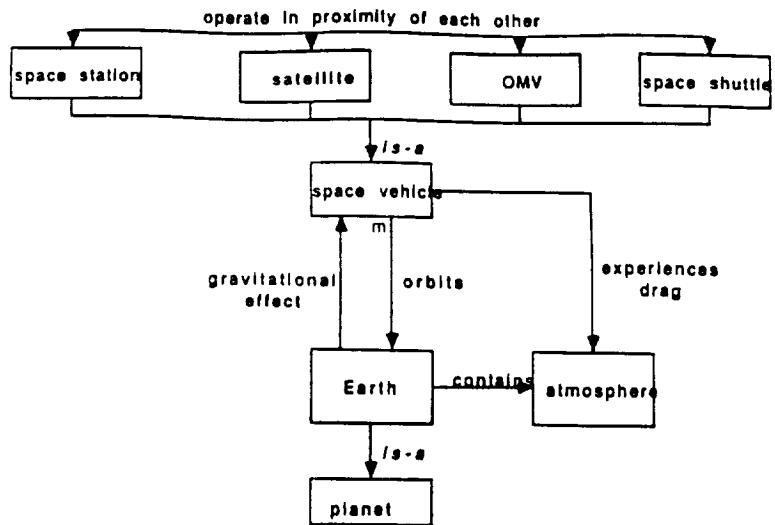 operate in proximity of each other
space station
satellite
OMV
space shuttle
is-a
space vehicle
m
gravitational
effect
orbits
experiences
drag
Earth
contains
atmosphere
is-a
planet